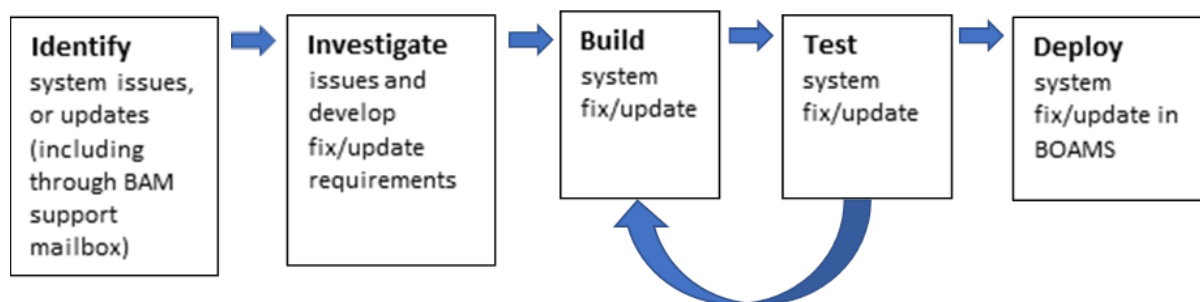 Identify
system issues,
or updates
(including
through BAM
support
mailbox)
Investigate
issues and
develop
fix/update
requirements
Build
system
fix/update
Test
system
fix/update
Deploy
system
fix/update in
BOAMS